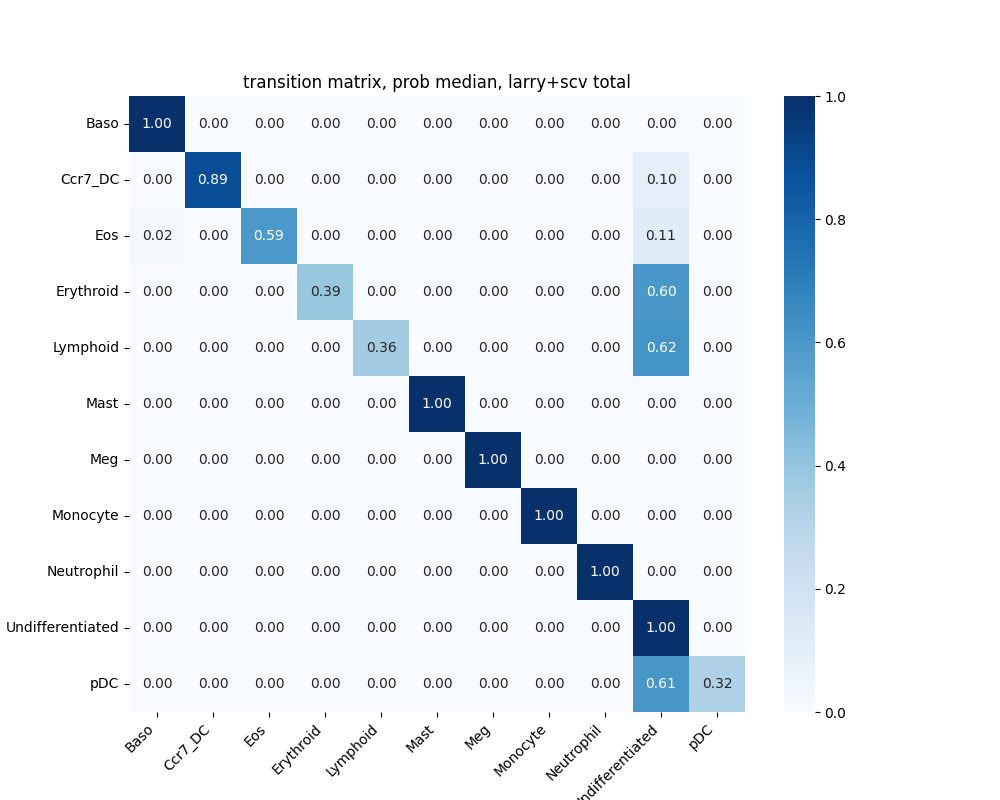 transition matrix, prob median, larry+scv total
Baso 1.00 0.00 0.00 0.00 0.00 0.00 0.00 0.00 0.00 0.00 0.00
Ccr7_DC 0.00 0.89 0.00 0.00 0.00 0.00 0.00 0.00 0.00 0.10 0.00
Eos 0.02 0.00 0.59 0.00 0.00 0.00 0.00 0.00 0.00 0.11 0.00
Erythroid 0.00 0.00 0.00 0.39 0.00 0.00 0.00 0.00 0.00 0.60 0.00
Lymphoid 0.00 0.00 0.00 0.00 0.36 0.00 0.00 0.00 0.00 0.62 0.00
Mast 0.00 0.00 0.00 0.00 0.00 1.00 0.00 0.00 0.00 0.00 0.00
Meg 0.00 0.00 0.00 0.00 0.00 0.00 1.00 0.00 0.00 0.00 0.00
Monocyte 0.00 0.00 0.00 0.00 0.00 0.00 0.00 1.00 0.00 0.00 0.00
Neutrophil 0.00 0.00 0.00 0.00 0.00 0.00 0.00 0.00 1.00 0.00 0.00
Undifferentiated 0.00 0.00 0.00 0.00 0.00 0.00 0.00 0.00 0.00 1.00 0.00
pDC 0.00 0.00 0.00 0.00 0.00 0.00 0.00 0.00 0.00 0.61 0.32
Baso Ccr7_DC Eos Erythroid Lymphoid Mast Meg Monocyte Neutrophil ndifferentiated pDC
1.0
0.8
0.6
0.4
0.2
0.0